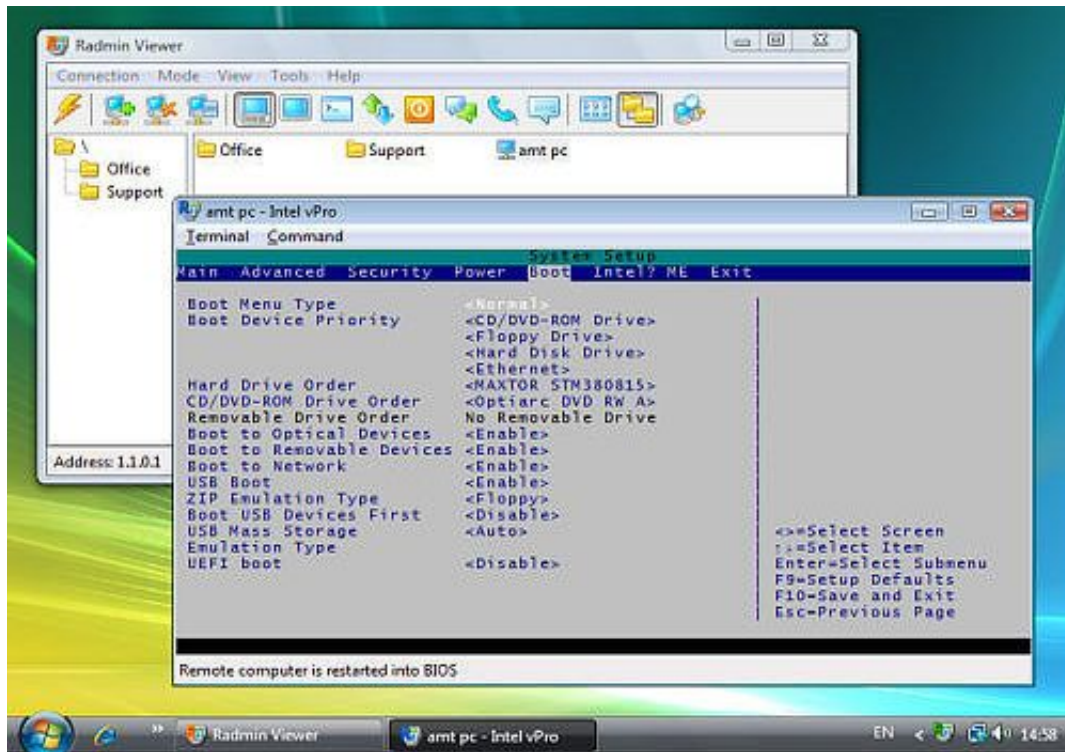 Radmin Viewer
Connection Mode View Tools Help
\
Office
Support
Office Support amt pc
Address: 1.1.0.1
amt pc - Intel vPro
Terminal Command
System Setup
Main Advanced Security Power Boot Intel? ME Exit
Boot Menu Type <Normal>
Boot Device Priority <CD/DVD-ROM Drive>
<Floppy Drive>
<Hard Disk Drive>
<Ethernet>
Hard Drive Order <MAXTOR STM380815>
CD/DVD-ROM Drive Order <Optiarc DVD RW A>
Removable Drive Order No Removable Drive
Boot to Optical Devices <Enable>
Boot to Removable Devices <Enable>
Boot to Network <Enable>
USB Boot <Enable>
ZIP Emulation Type <Floppy>
Boot USB Devices First <Disable>
USB Mass Storage <Auto>
Emulation Type
UEFI boot <Disable>
<>=Select Screen
=Select Item
Enter=Select Submenu
F9=Setup Defaults
F10=Save and Exit
Esc=Previous Page
Remote computer is restarted into BIOS
Radmin Viewer
amt pc - Intel vPro
EN
14:58